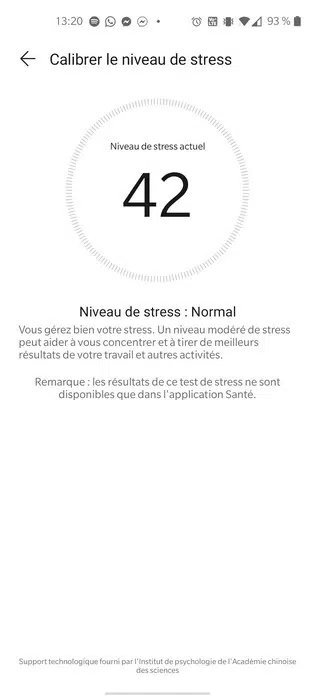 13:20 93 %
Calibrer le niveau de stress
Niveau de stress actuel
42
Niveau de stress : Normal
Vous gérez bien votre stress. Un niveau modéré de stress
peut aider à vous concentrer et à tirer de meilleurs
résultats de votre travail et autres activités.
Remarque : les résultats de ce test de stress ne sont
disponibles que dans l'application Santé.
Support technologique fourni par l'Institut de psychologie de l'Académie chinoise
des sciences